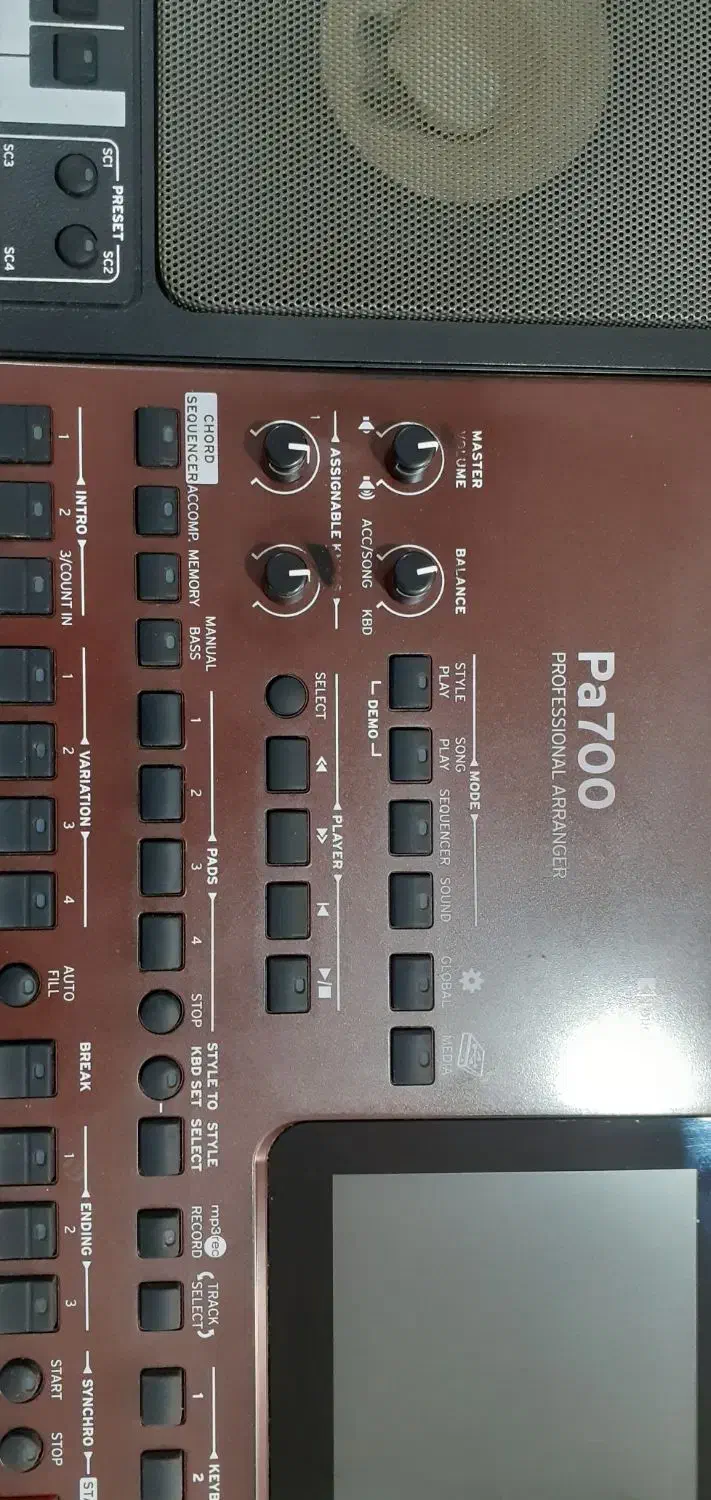 Pa700
PROFESSIONAL ARRANGER
MASTER
VOLUME
BALANCE
ACC/SONG
KBD
MODE
STYLE
PLAY
SONG
PLAY
SEQUENCER
SOUND
GLOBAL
MEDIA
DEMO
1
ASSIGNABLE
PLAYER
SELECT
PRESET
SC1
SC2
SC3
SC4
CHORD
SEQUENCER
ACCOMP.
MEMORY
MANUAL
BASS
PADS
1
2
3
4
STOP
STYLE TO
KBD SET
STYLE
SELECT
mp3rec
RECORD
TRACK
SELECT
1
2
INTRO
1
2
3/COUNT IN
VARIATION
1
2
3
4
AUTO
FILL
BREAK
ENDING
1
2
3
SYNCHRO
START
STOP